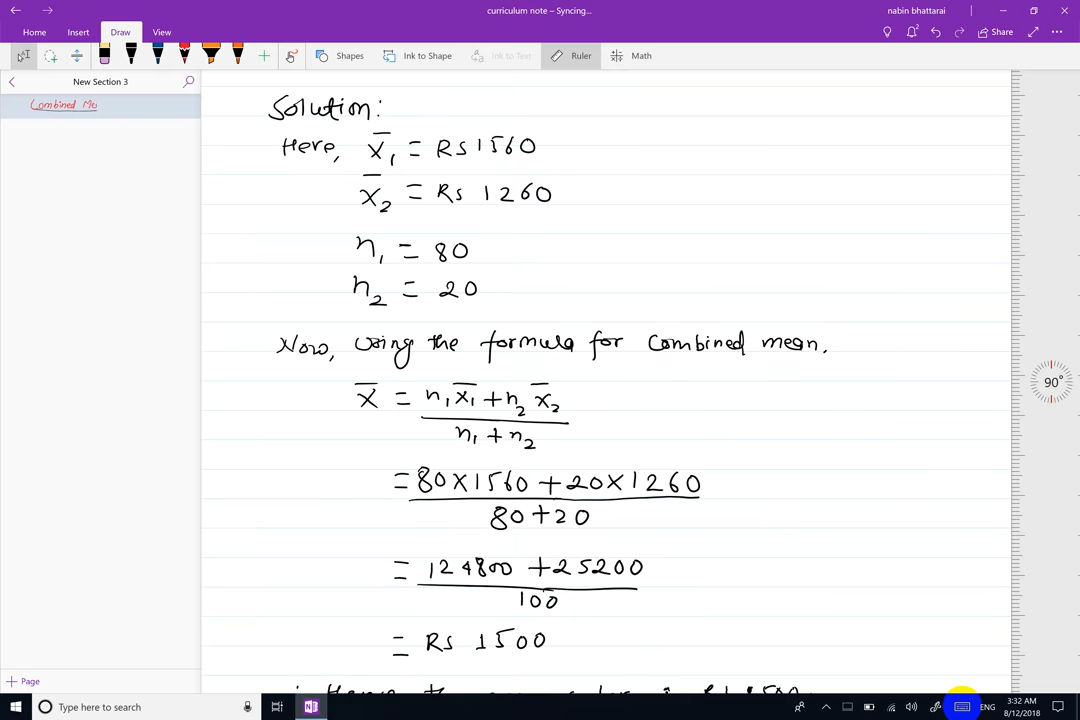 curriculum note - Syncing...
nabin bhattarai
Home Insert Draw View
Share
Shapes Ink to Shape Ink to Text Ruler Math
New Section 3
Combined Me
Solution:
Here, x̄₁ = Rs 1560
x̄₂ = Rs 1260
n₁ = 80
n₂ = 20
Now, using the formula for combined mean.
x̄ = n₁x̄₁ + n₂x̄₂
n₁ + n₂
= 80×1560 + 20×1260
80+20
= 124800 + 25200
100
= Rs 1500
90°
+ Page
Type here to search
ENG
3:32 AM
8/12/2018